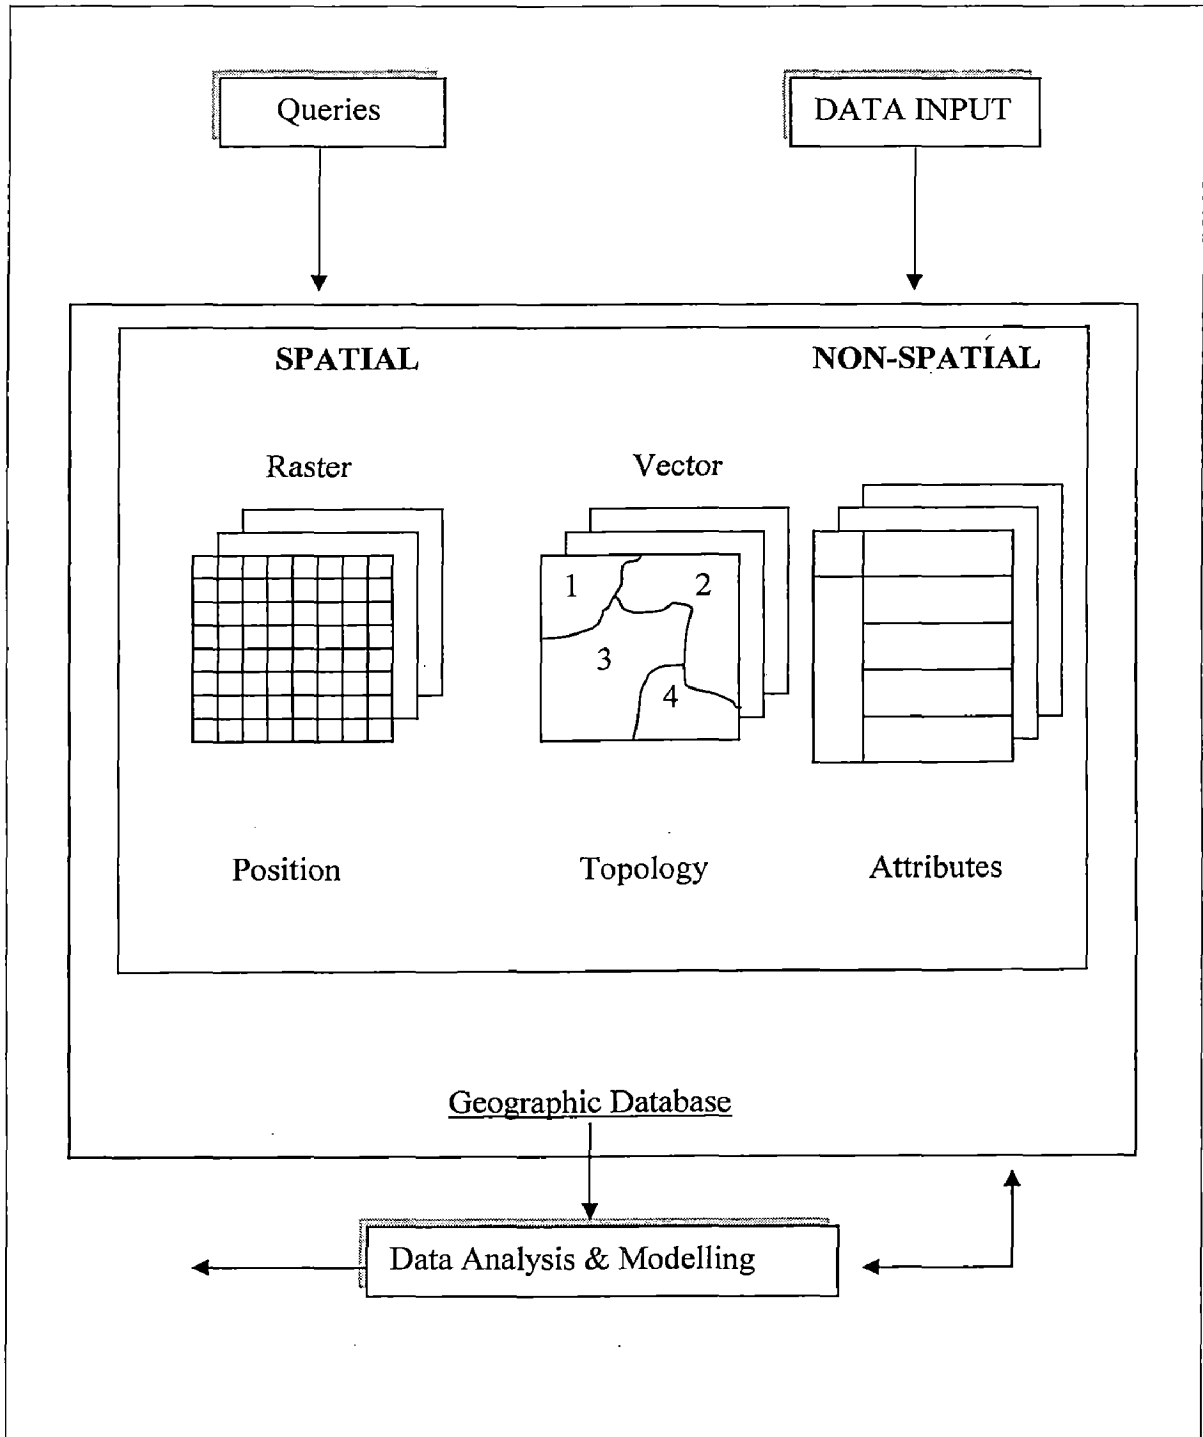 Queries
DATA INPUT
SPATIAL
NON-SPATIAL
Raster
Vector
1
2
3
4
Position
Topology
Attributes
Geographic Database
Data Analysis & Modelling